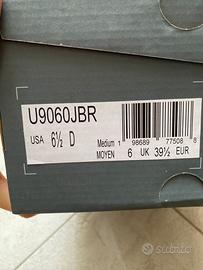 U9060JBR
USA 6½ D
Medium
MOYEN 6 UK 39½ EUR
1 98689 77508 8
subito